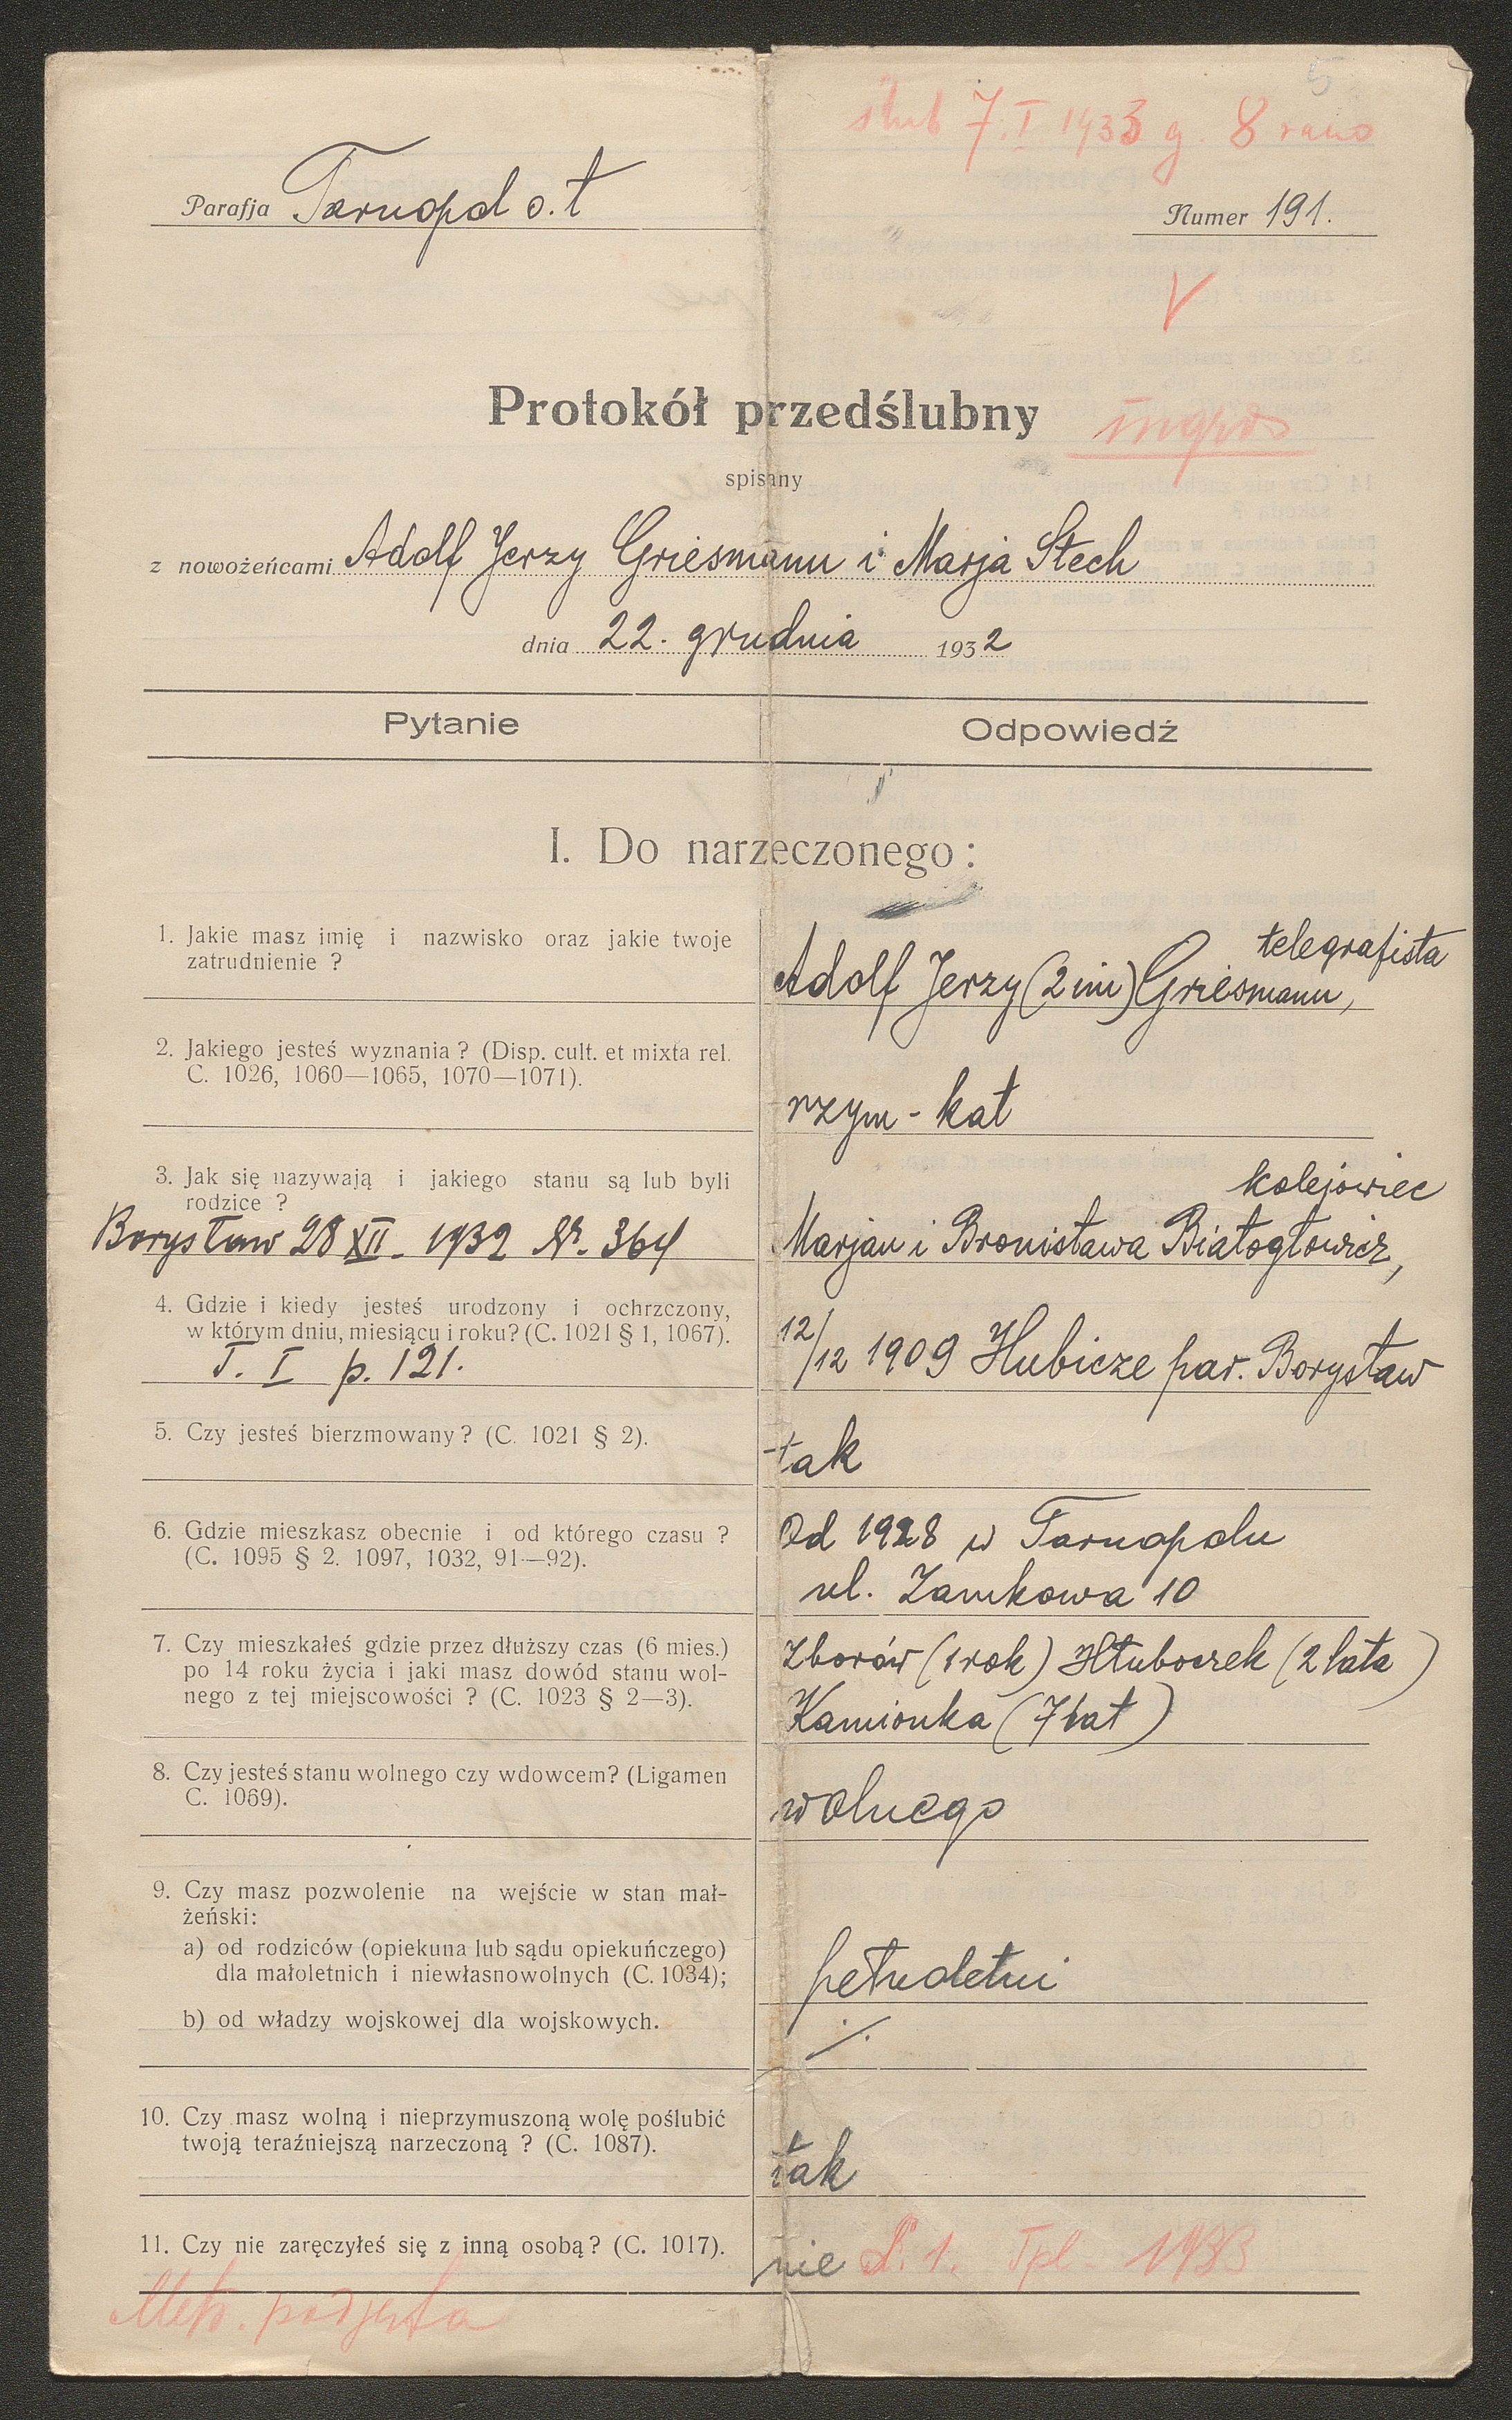 5
ślub 7. I 1933 g. 8 rano
Parafja Tarnopol o.ł
Numer 191.
V
Protokół przedślubny ingros
spisany
z nowożeńcami Adolf Jerzy Griesmann i Marja Stech
dnia 22. grudnia 1932
Pytanie Odpowiedź
I. Do narzeczonego:
1. Jakie masz imię i nazwisko oraz jakie twoje
zatrudnienie ?
telegrafista
Adolf Jerzy (2 im) Griesmann,
2. Jakiego jesteś wyznania ? (Disp. cult. et mixta rel.
C. 1026, 1060—1065, 1070—1071).
rzym-kat
3. Jak się nazywają i jakiego stanu są lub byli
rodzice ?
Borysław 28 XII. 1932 Nr. 364
kolejowiec
Marjan i Bronisława Białogłowicz,
4. Gdzie i kiedy jesteś urodzony i ochrzczony,
w którym dniu, miesiącu i roku? (C. 1021 § 1, 1067).
T. I p. 121.
12/12 1909 Hubicze par. Borysław
5. Czy jesteś bierzmowany ? (C. 1021 § 2).
tak
6. Gdzie mieszkasz obecnie i od którego czasu ?
(C. 1095 § 2. 1097, 1032, 91—92).
Od 1928 w Tarnopolu
ul. Zamkowa 10
7. Czy mieszkałeś gdzie przez dłuższy czas (6 mies.)
po 14 roku życia i jaki masz dowód stanu wol-
nego z tej miejscowości ? (C. 1023 § 2—3).
Zborów (1 rok) Hłuboczek (2 lata)
Kamionka (7 lat)
8. Czy jesteś stanu wolnego czy wdowcem? (Ligamen
C. 1069).
wolnego
9. Czy masz pozwolenie na wejście w stan mał-
żeński:
a) od rodziców (opiekuna lub sądu opiekuńczego)
dla małoletnich i niewłasnowolnych (C. 1034);
pełnoletni
b) od władzy wojskowej dla wojskowych.
./.
10. Czy masz wolną i nieprzymuszoną wolę poślubić
twoją teraźniejszą narzeczoną ? (C. 1087).
tak
11. Czy nie zaręczyłeś się z inną osobą ? (C. 1017).
nie L. 1. Tpl. 1933
Metr. podjęta